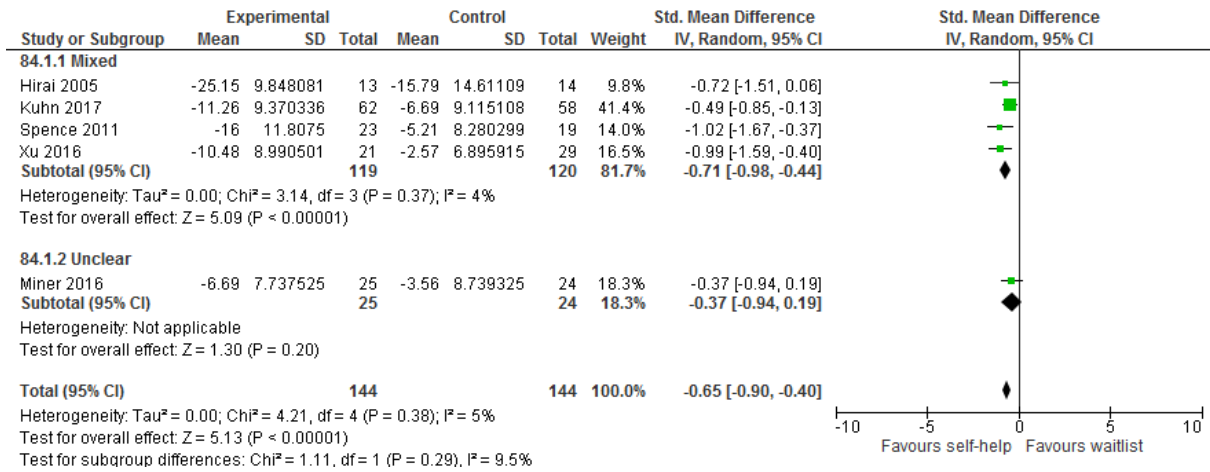 Experimental Control Std. Mean Difference Std. Mean Difference
Study or Subgroup Mean SD Total Mean SD Total Weight IV, Random, 95% CI IV, Random, 95% CI
84.1.1 Mixed
Hirai 2005 -25.15 9.848081 13 -15.79 14.61109 14 9.8% -0.72 [-1.51, 0.06]
Kuhn 2017 -11.26 9.370336 62 -6.69 9.115108 58 41.4% -0.49 [-0.85, -0.13]
Spence 2011 -16 11.8075 23 -5.21 8.280299 19 14.0% -1.02 [-1.67, -0.37]
Xu 2016 -10.48 8.990501 21 -2.57 6.895915 29 16.5% -0.99 [-1.59, -0.40]
Subtotal (95% CI) 119 120 81.7% -0.71 [-0.98, -0.44]
Heterogeneity: Tau² = 0.00; Chi² = 3.14, df = 3 (P = 0.37); I² = 4%
Test for overall effect: Z = 5.09 (P < 0.00001)
84.1.2 Unclear
Miner 2016 -6.69 7.737525 25 -3.56 8.739325 24 18.3% -0.37 [-0.94, 0.19]
Subtotal (95% CI) 25 24 18.3% -0.37 [-0.94, 0.19]
Heterogeneity: Not applicable
Test for overall effect: Z = 1.30 (P = 0.20)
Total (95% CI) 144 144 100.0% -0.65 [-0.90, -0.40]
Heterogeneity: Tau² = 0.00; Chi² = 4.21, df = 4 (P = 0.38); I² = 5%
Test for overall effect: Z = 5.13 (P < 0.00001)
Test for subgroup differences: Chi² = 1.11, df = 1 (P = 0.29), I² = 9.5%
-10 -5 0 5 10
Favours self-help Favours waitlist